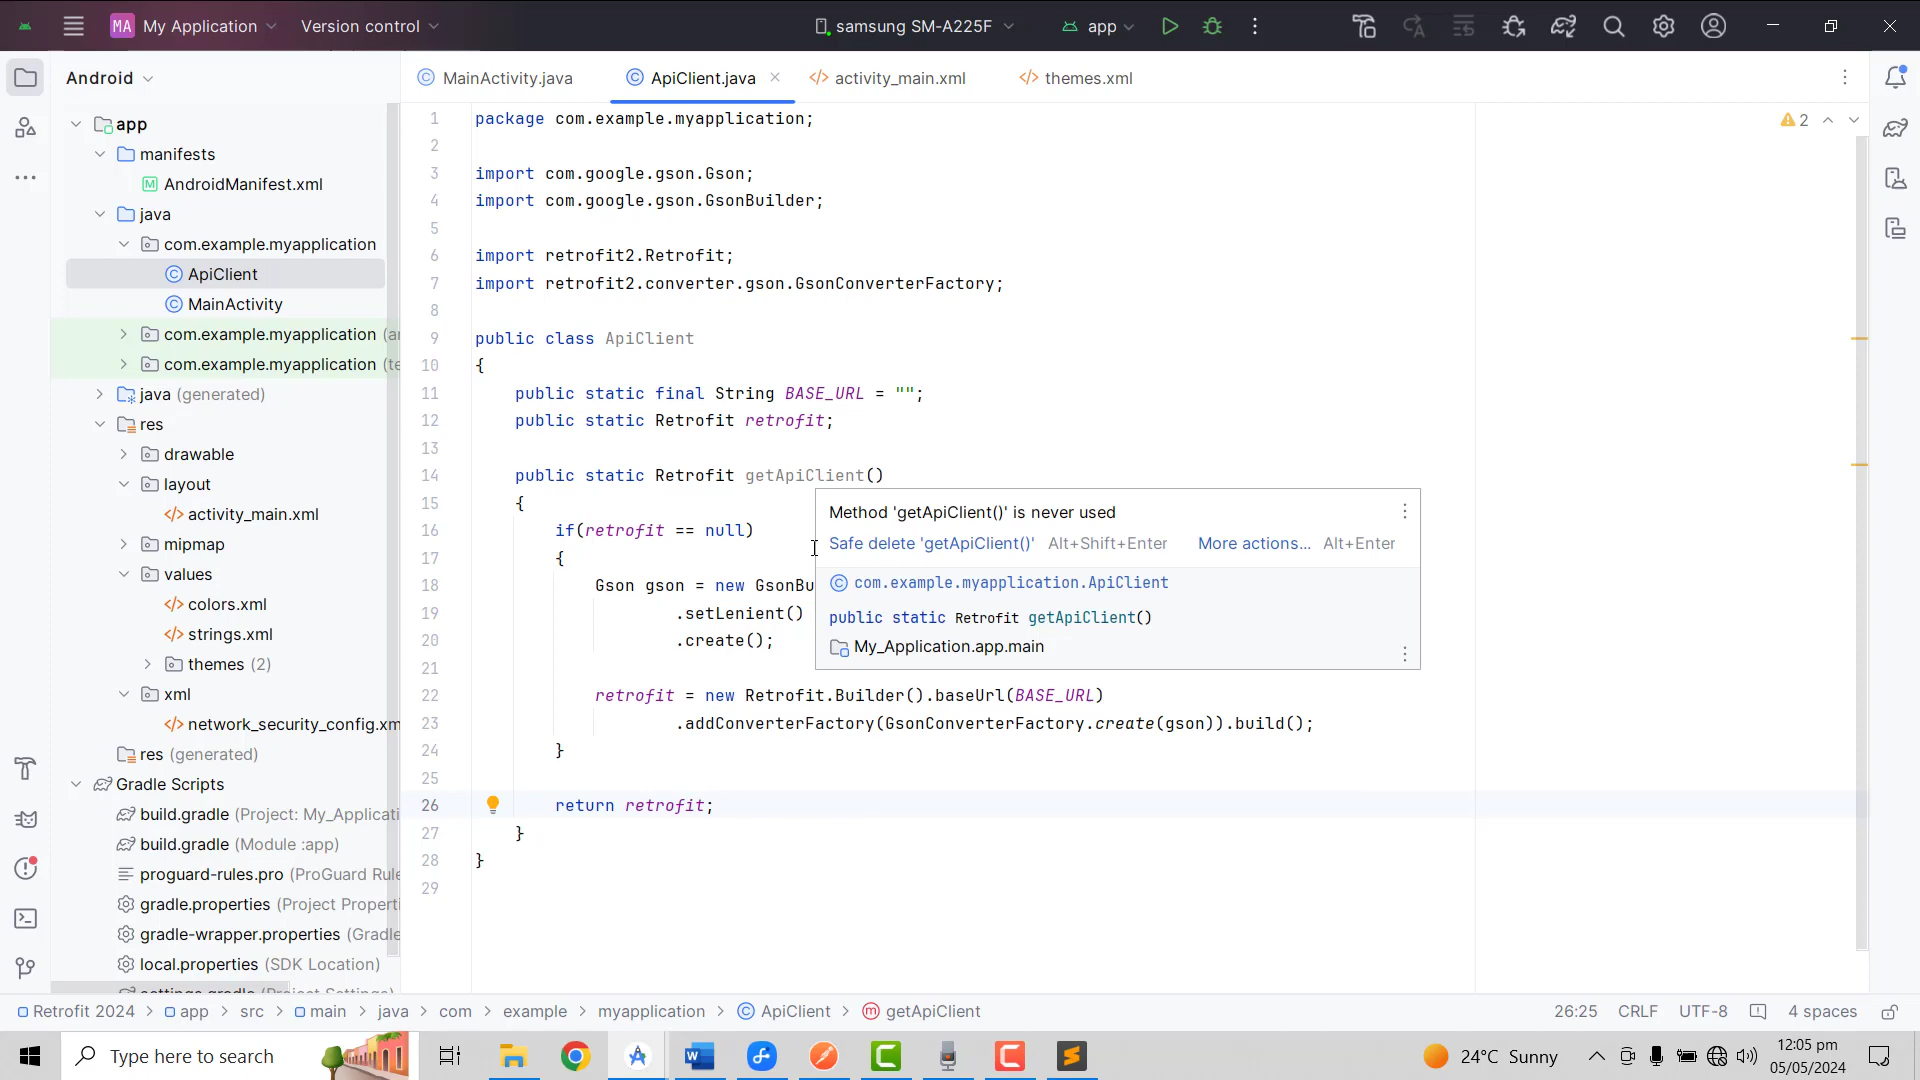 MA My Application Version control samsung SM-A225F app
Android
MainActivity.java ApiClient.java activity_main.xml themes.xml
app
manifests
AndroidManifest.xml
java
com.example.myapplication
ApiClient
MainActivity
com.example.myapplication
com.example.myapplication
java (generated)
res
drawable
layout
activity_main.xml
mipmap
values
colors.xml
strings.xml
themes (2)
xml
network_security_config.xm
res (generated)
Gradle Scripts
build.gradle (Project: My_Applicati
build.gradle (Module :app)
proguard-rules.pro (ProGuard Rule
gradle.properties (Project Properti
gradle-wrapper.properties (Gradle
local.properties (SDK Location)
settings.gradle (Project Settings)
2
1 package com.example.myapplication;
2
3 import com.google.gson.Gson;
4 import com.google.gson.GsonBuilder;
5
6 import retrofit2.Retrofit;
7 import retrofit2.converter.gson.GsonConverterFactory;
8
9 public class ApiClient
10 {
11 public static final String BASE_URL = "";
12 public static Retrofit retrofit;
13
14 public static Retrofit getApiClient()
15 {
16 if(retrofit == null)
17 {
18 Gson gson = new GsonBu
19 .setLenient()
20 .create();
21
22 retrofit = new Retrofit.Builder().baseUrl(BASE_URL)
23 .addConverterFactory(GsonConverterFactory.create(gson)).build();
24 }
25
26 return retrofit;
27 }
28 }
29
Method 'getApiClient()' is never used
Safe delete 'getApiClient()' Alt+Shift+Enter More actions... Alt+Enter
com.example.myapplication.ApiClient
public static Retrofit getApiClient()
My_Application.app.main
Retrofit 2024 > app > src > main > java > com > example > myapplication > ApiClient > getApiClient
26:25 CRLF UTF-8 4 spaces
Type here to search
24°C Sunny
12:05 pm
05/05/2024